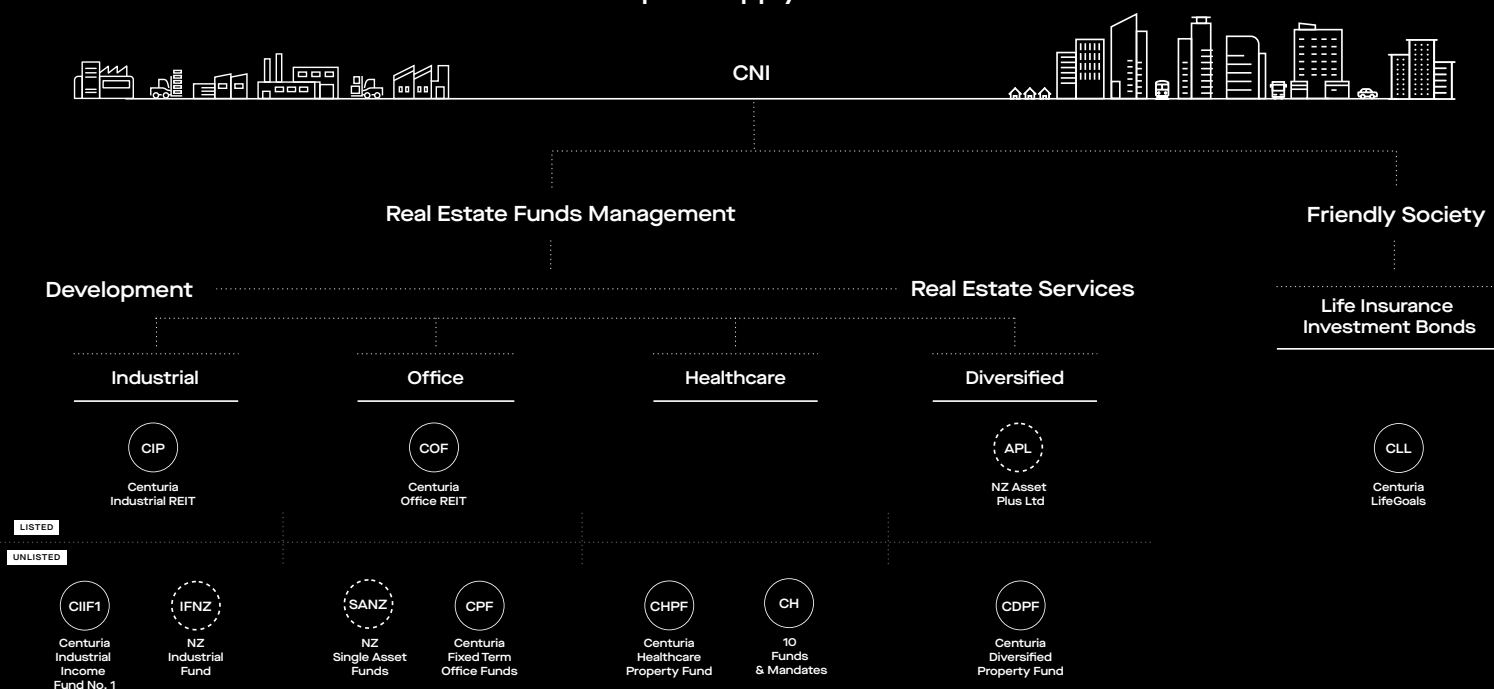 CNI
Real Estate Funds Management
Friendly Society
Development
Real Estate Services
Life Insurance
Investment Bonds
Industrial
Office
Healthcare
Diversified
CIP
COF
APL
CLL
Centuria
Industrial REIT
Centuria
Office REIT
NZ Asset
Plus Ltd
Centuria
LifeGoals
LISTED
UNLISTED
CIIF1
IFNZ
SANZ
CPF
CHPF
CH
CDPF
Centuria
Industrial
Income
Fund No. 1
NZ
Industrial
Fund
NZ
Single Asset
Funds
Centuria
Fixed Term
Office Funds
Centuria
Healthcare
Property Fund
10
Funds
& Mandates
Centuria
Diversified
Property Fund